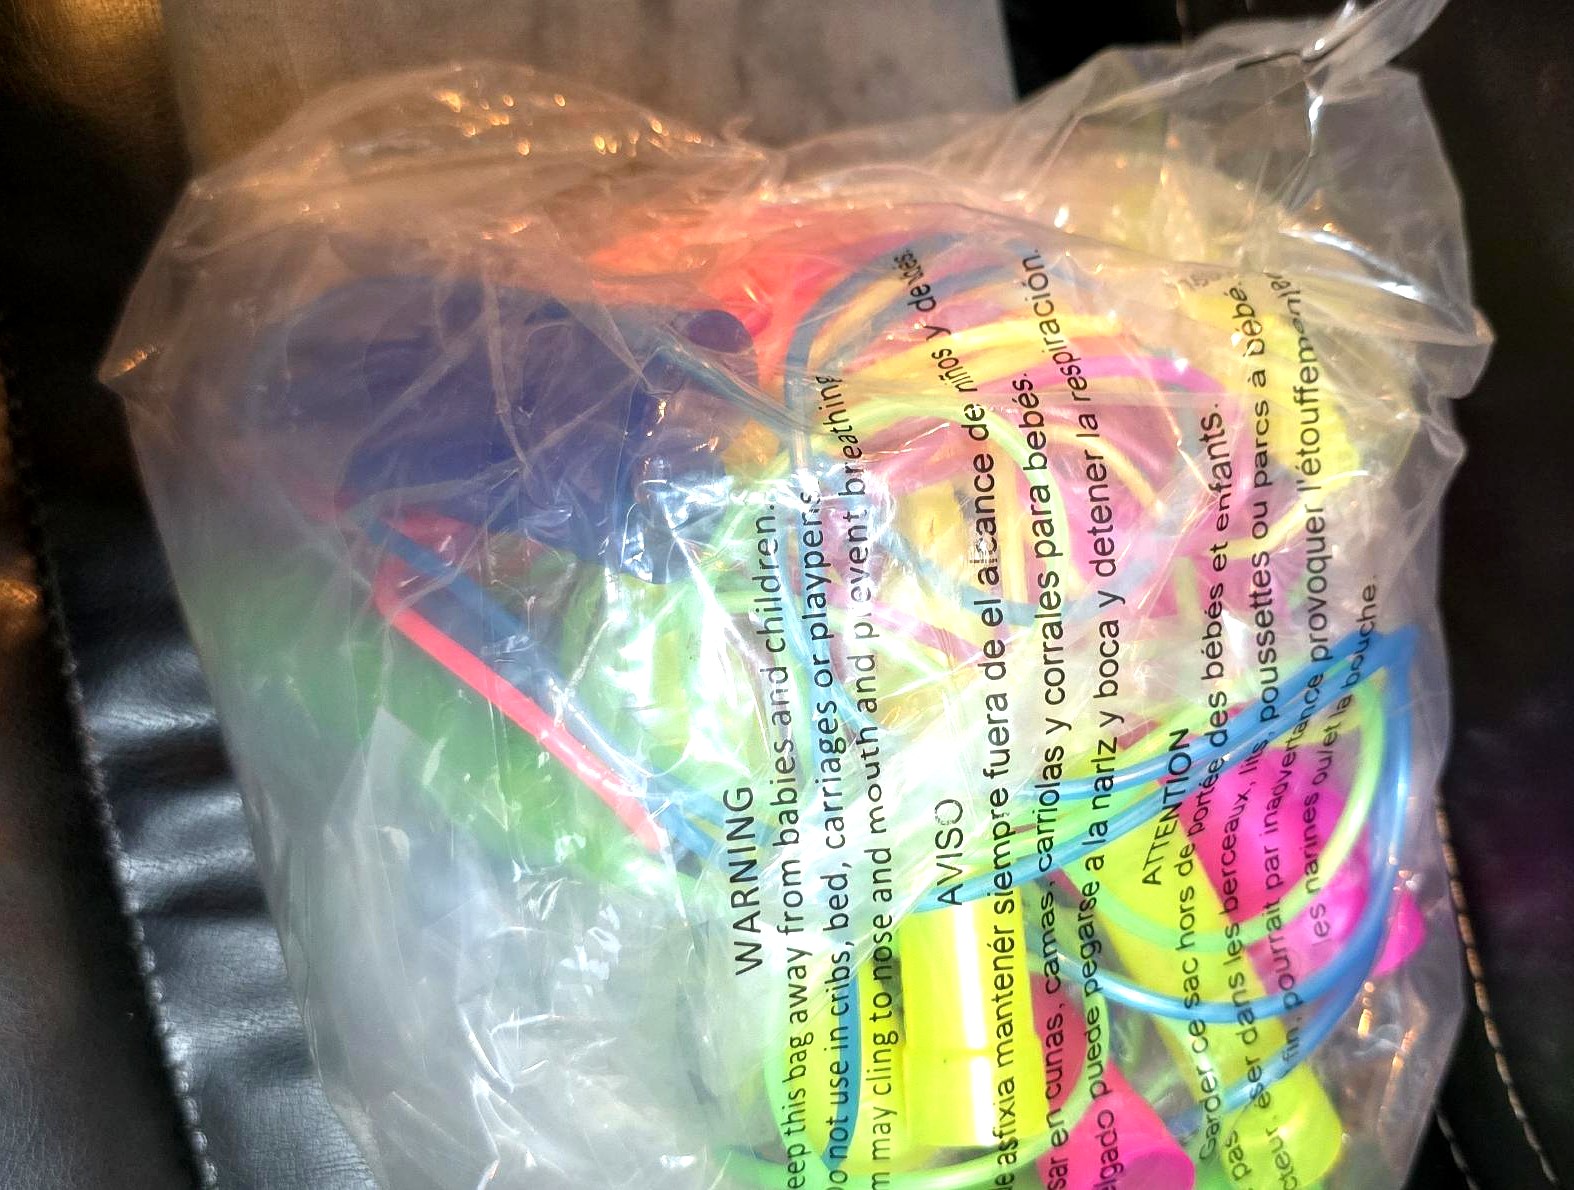 WARNING
eep this bag away from babies and children.
Do not use in cribs, bed, carriages or playpens.
m may cling to nose and mouth and prevent breathing
AVISO
e asfixia mantenér siempre fuera de el alcance de niños y de
sar en cunas, camas, carriolas y corrales para bebés.
elgado puede pegarse a la nariz y boca y detener la respiración.
ATTENTION
Garder ce sac hors de portée des bébés et enfants.
pas éser dans les berceaux, lits, poussettes ou parcs à bébé.
cteur, fin, pourrait par inadvertance provoquer l'étouffement
les narines ou et la bouche.